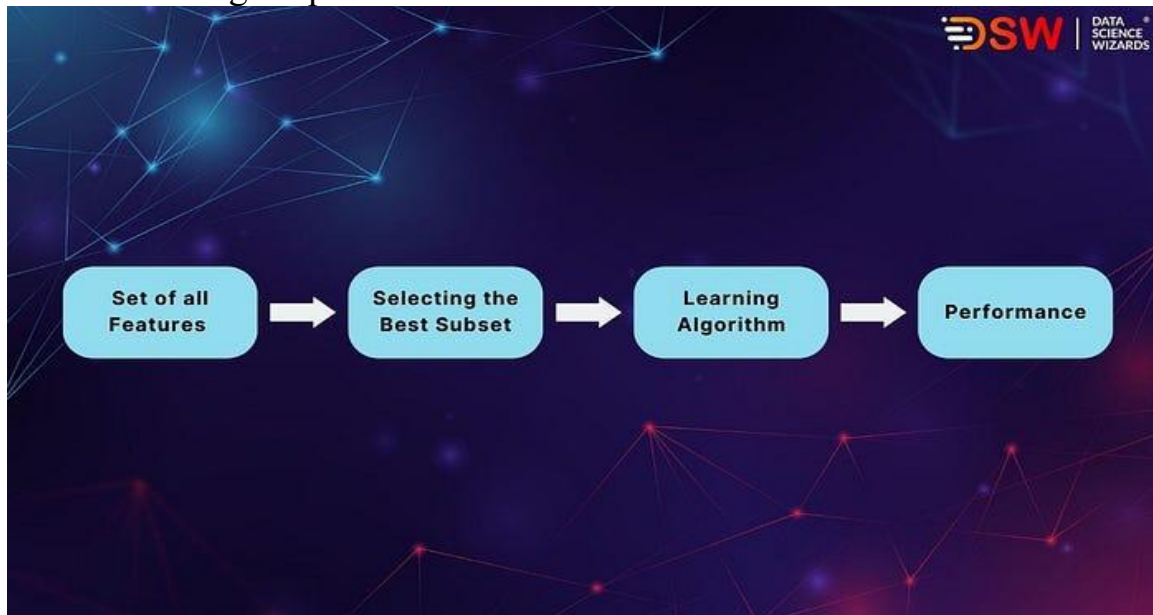 DSW
DATA
SCIENCE
WIZARDS
Set of all
Features
Selecting the
Best Subset
Learning
Algorithm
Performance